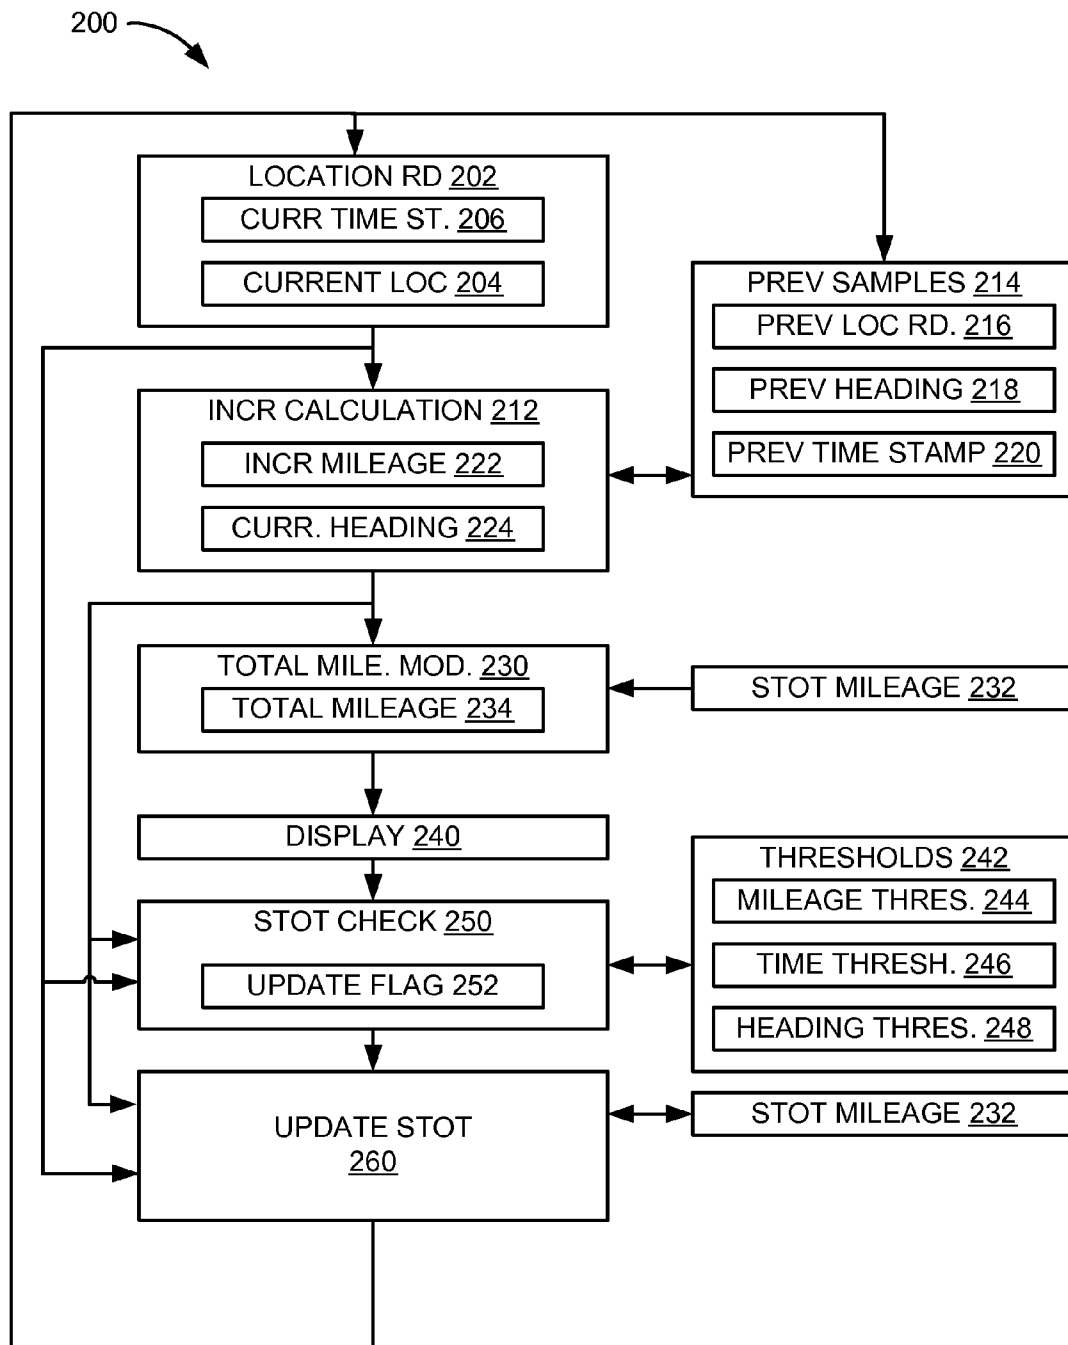 200
LOCATION RD 202
CURR TIME ST. 206
CURRENT LOC 204
PREV SAMPLES 214
PREV LOC RD. 216
PREV HEADING 218
PREV TIME STAMP 220
INCR CALCULATION 212
INCR MILEAGE 222
CURR. HEADING 224
TOTAL MILE. MOD. 230
TOTAL MILEAGE 234
STOT MILEAGE 232
DISPLAY 240
THRESHOLDS 242
MILEAGE THRES. 244
TIME THRESH. 246
HEADING THRES. 248
STOT CHECK 250
UPDATE FLAG 252
UPDATE STOT
260
STOT MILEAGE 232